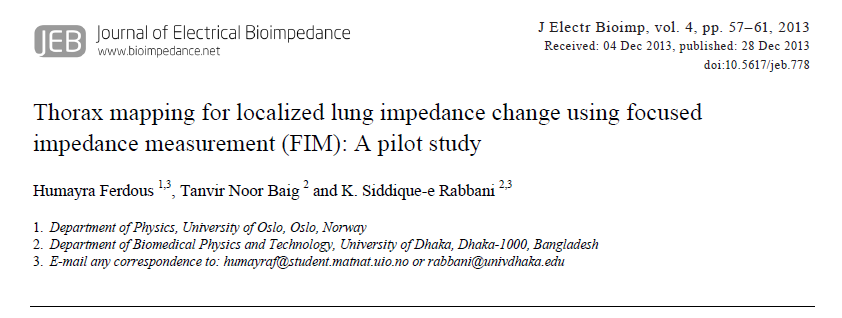 JEB Journal of Electrical Bioimpedance
www.bioimpedance.net
J Electr Bioimp, vol. 4, pp. 57–61, 2013
Received: 04 Dec 2013, published: 28 Dec 2013
doi:10.5617/jeb.778
Thorax mapping for localized lung impedance change using focused
impedance measurement (FIM): A pilot study
Humayra Ferdous 1,3, Tanvir Noor Baig 2 and K. Siddique-e Rabbani 2,3
1. Department of Physics, University of Oslo, Oslo, Norway
2. Department of Biomedical Physics and Technology, University of Dhaka, Dhaka-1000, Bangladesh
3. E-mail any correspondence to: humayraf@student.matnat.uio.no or rabbani@univdhaka.edu